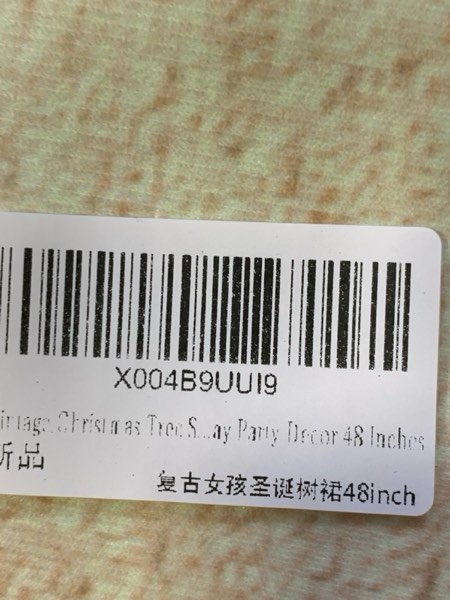 X004B9UUI9
Christmas Tree S...ay Party Decor 48 Inches
新品
复古女孩圣诞树裙48inch